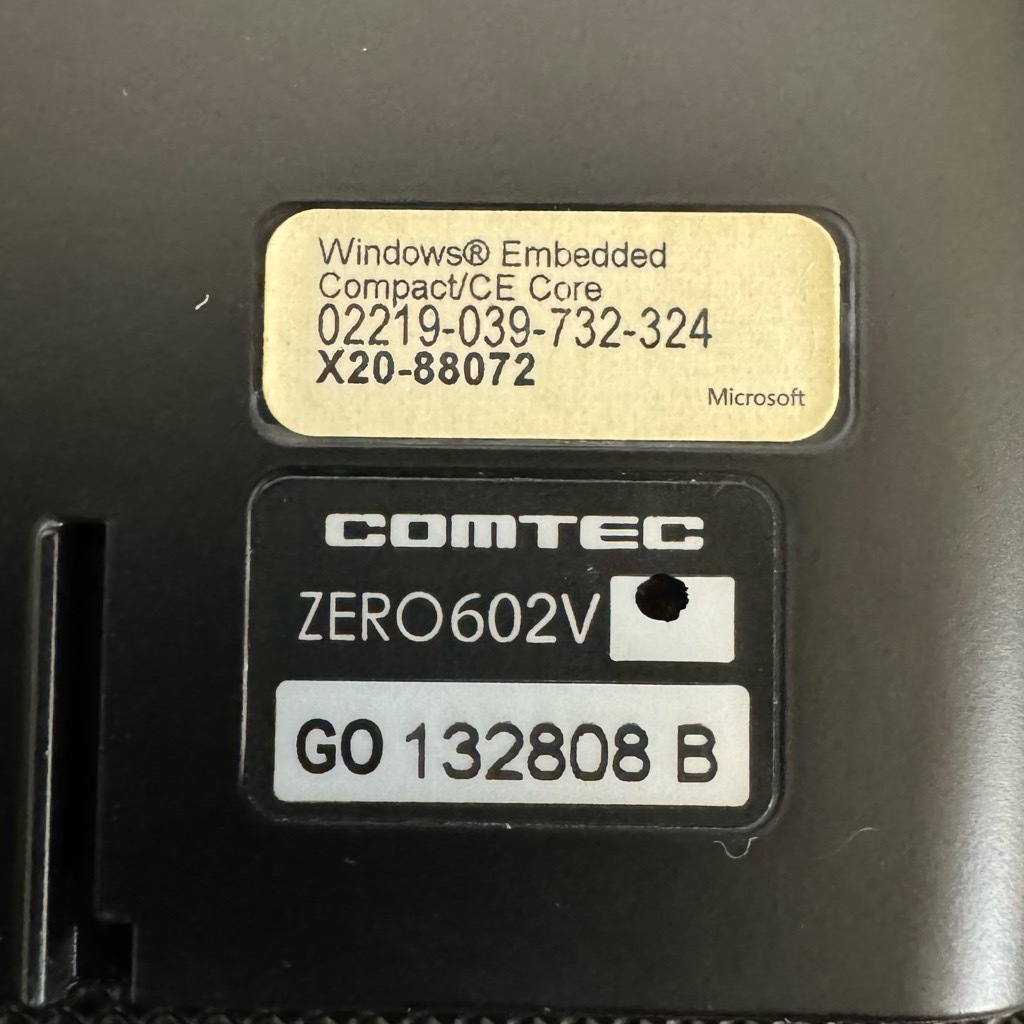 Windows® Embedded
Compact/CE Core
02219-039-732-324
X20-88072
Microsoft
COMTEC
ZERO602V
GO 132808 B